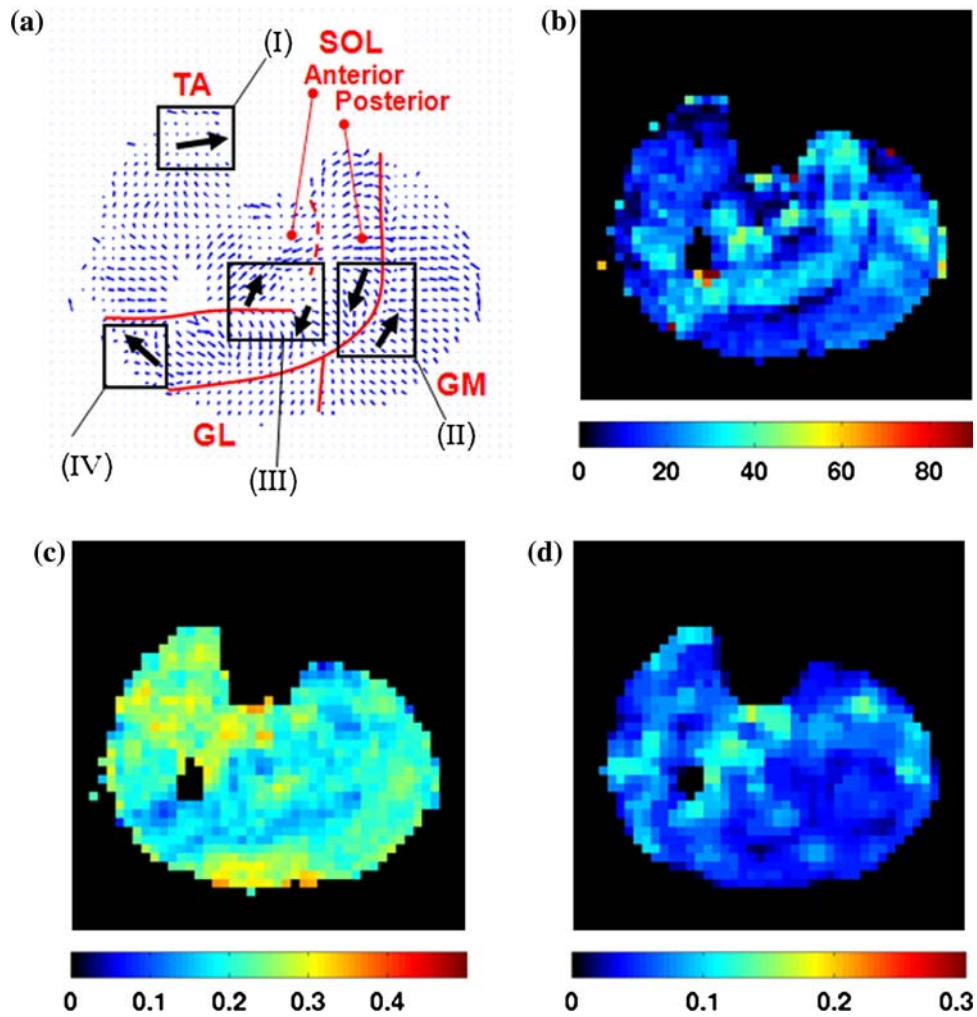 (a)
(I)
SOL
(b)
TA
Anterior
Posterior
GL
GM
(IV)
(III)
(II)
0 20 40 60 80
(c)
(d)
0 0.1 0.2 0.3 0.4
0 0.1 0.2 0.3